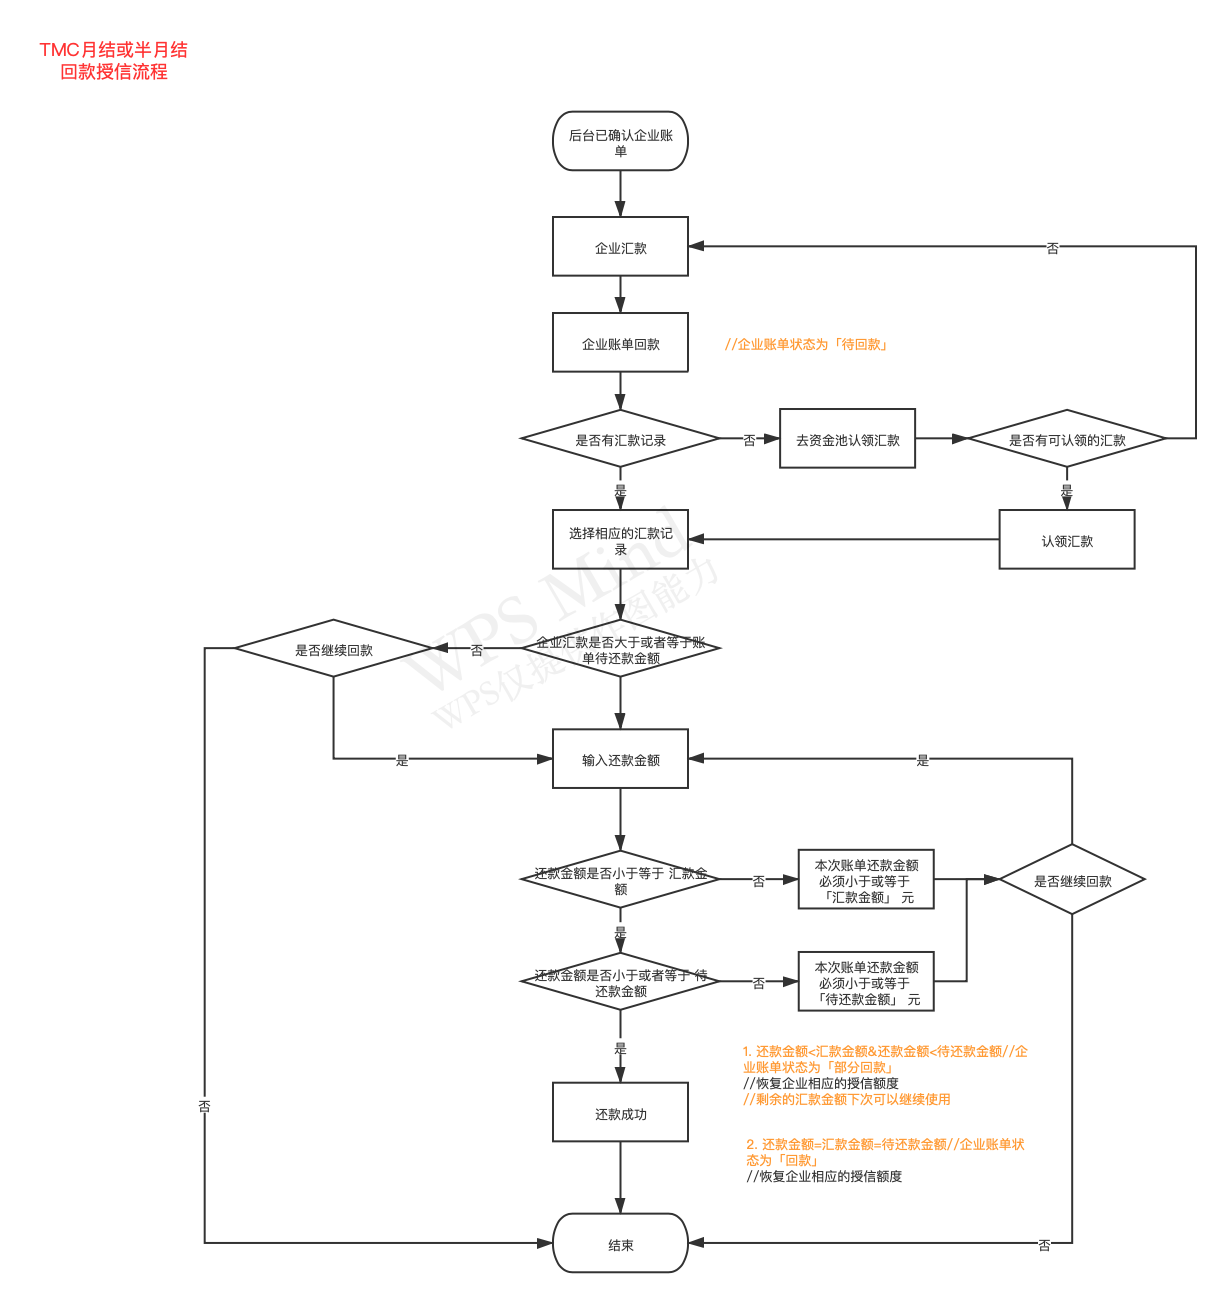 TMC月结或半月结
回款授信流程
后台已确认企业账
单
企业汇款
否
企业账单回款
//企业账单状态为「待回款」
是否有汇款记录
否
去资金池认领汇款
是否有可认领的汇款
是
是
选择相应的汇款记
录
认领汇款
WPS Mind
企业汇款是否大于或者等于账
单待还款金额
否
是否继续回款
输入还款金额
是
是
还款金额是否小于等于 汇款金
额
否
本次账单还款金额
必须小于或等于
「汇款金额」 元
是否继续回款
是
还款金额是否小于或者等于 待
还款金额
否
本次账单还款金额
必须小于或等于
「待还款金额」 元
是
1. 还款金额<汇款金额&还款金额<待还款金额//企
业账单状态为「部分回款」
//恢复企业相应的授信额度
//剩余的汇款金额下次可以继续使用
否
还款成功
2. 还款金额=汇款金额=待还款金额//企业账单状
态为「回款」
//恢复企业相应的授信额度
结束
否